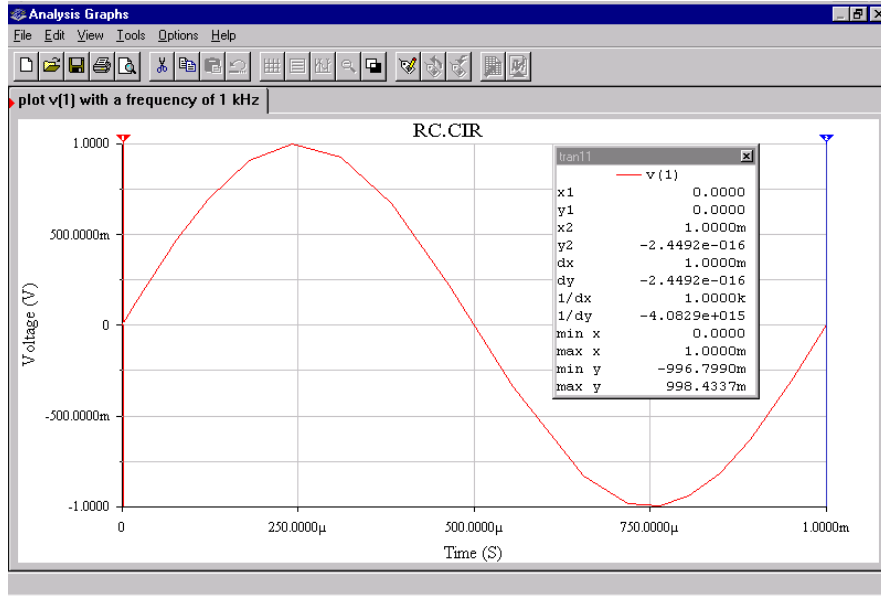 Analysis Graphs
File Edit View Tools Options Help
plot v(1) with a frequency of 1 kHz
RC.CIR
1
2
1.0000
500.0000m
0
-500.0000m
-1.0000
Voltage (V)
0 250.0000µ 500.0000µ 750.0000µ 1.0000m
Time (S)
tran11
v(1)
x1 0.0000
y1 0.0000
x2 1.0000m
y2 -2.4492e-016
dx 1.0000m
dy -2.4492e-016
1/dx 1.0000k
1/dy -4.0829e+015
min x 0.0000
max x 1.0000m
min y -996.7990m
max y 998.4337m